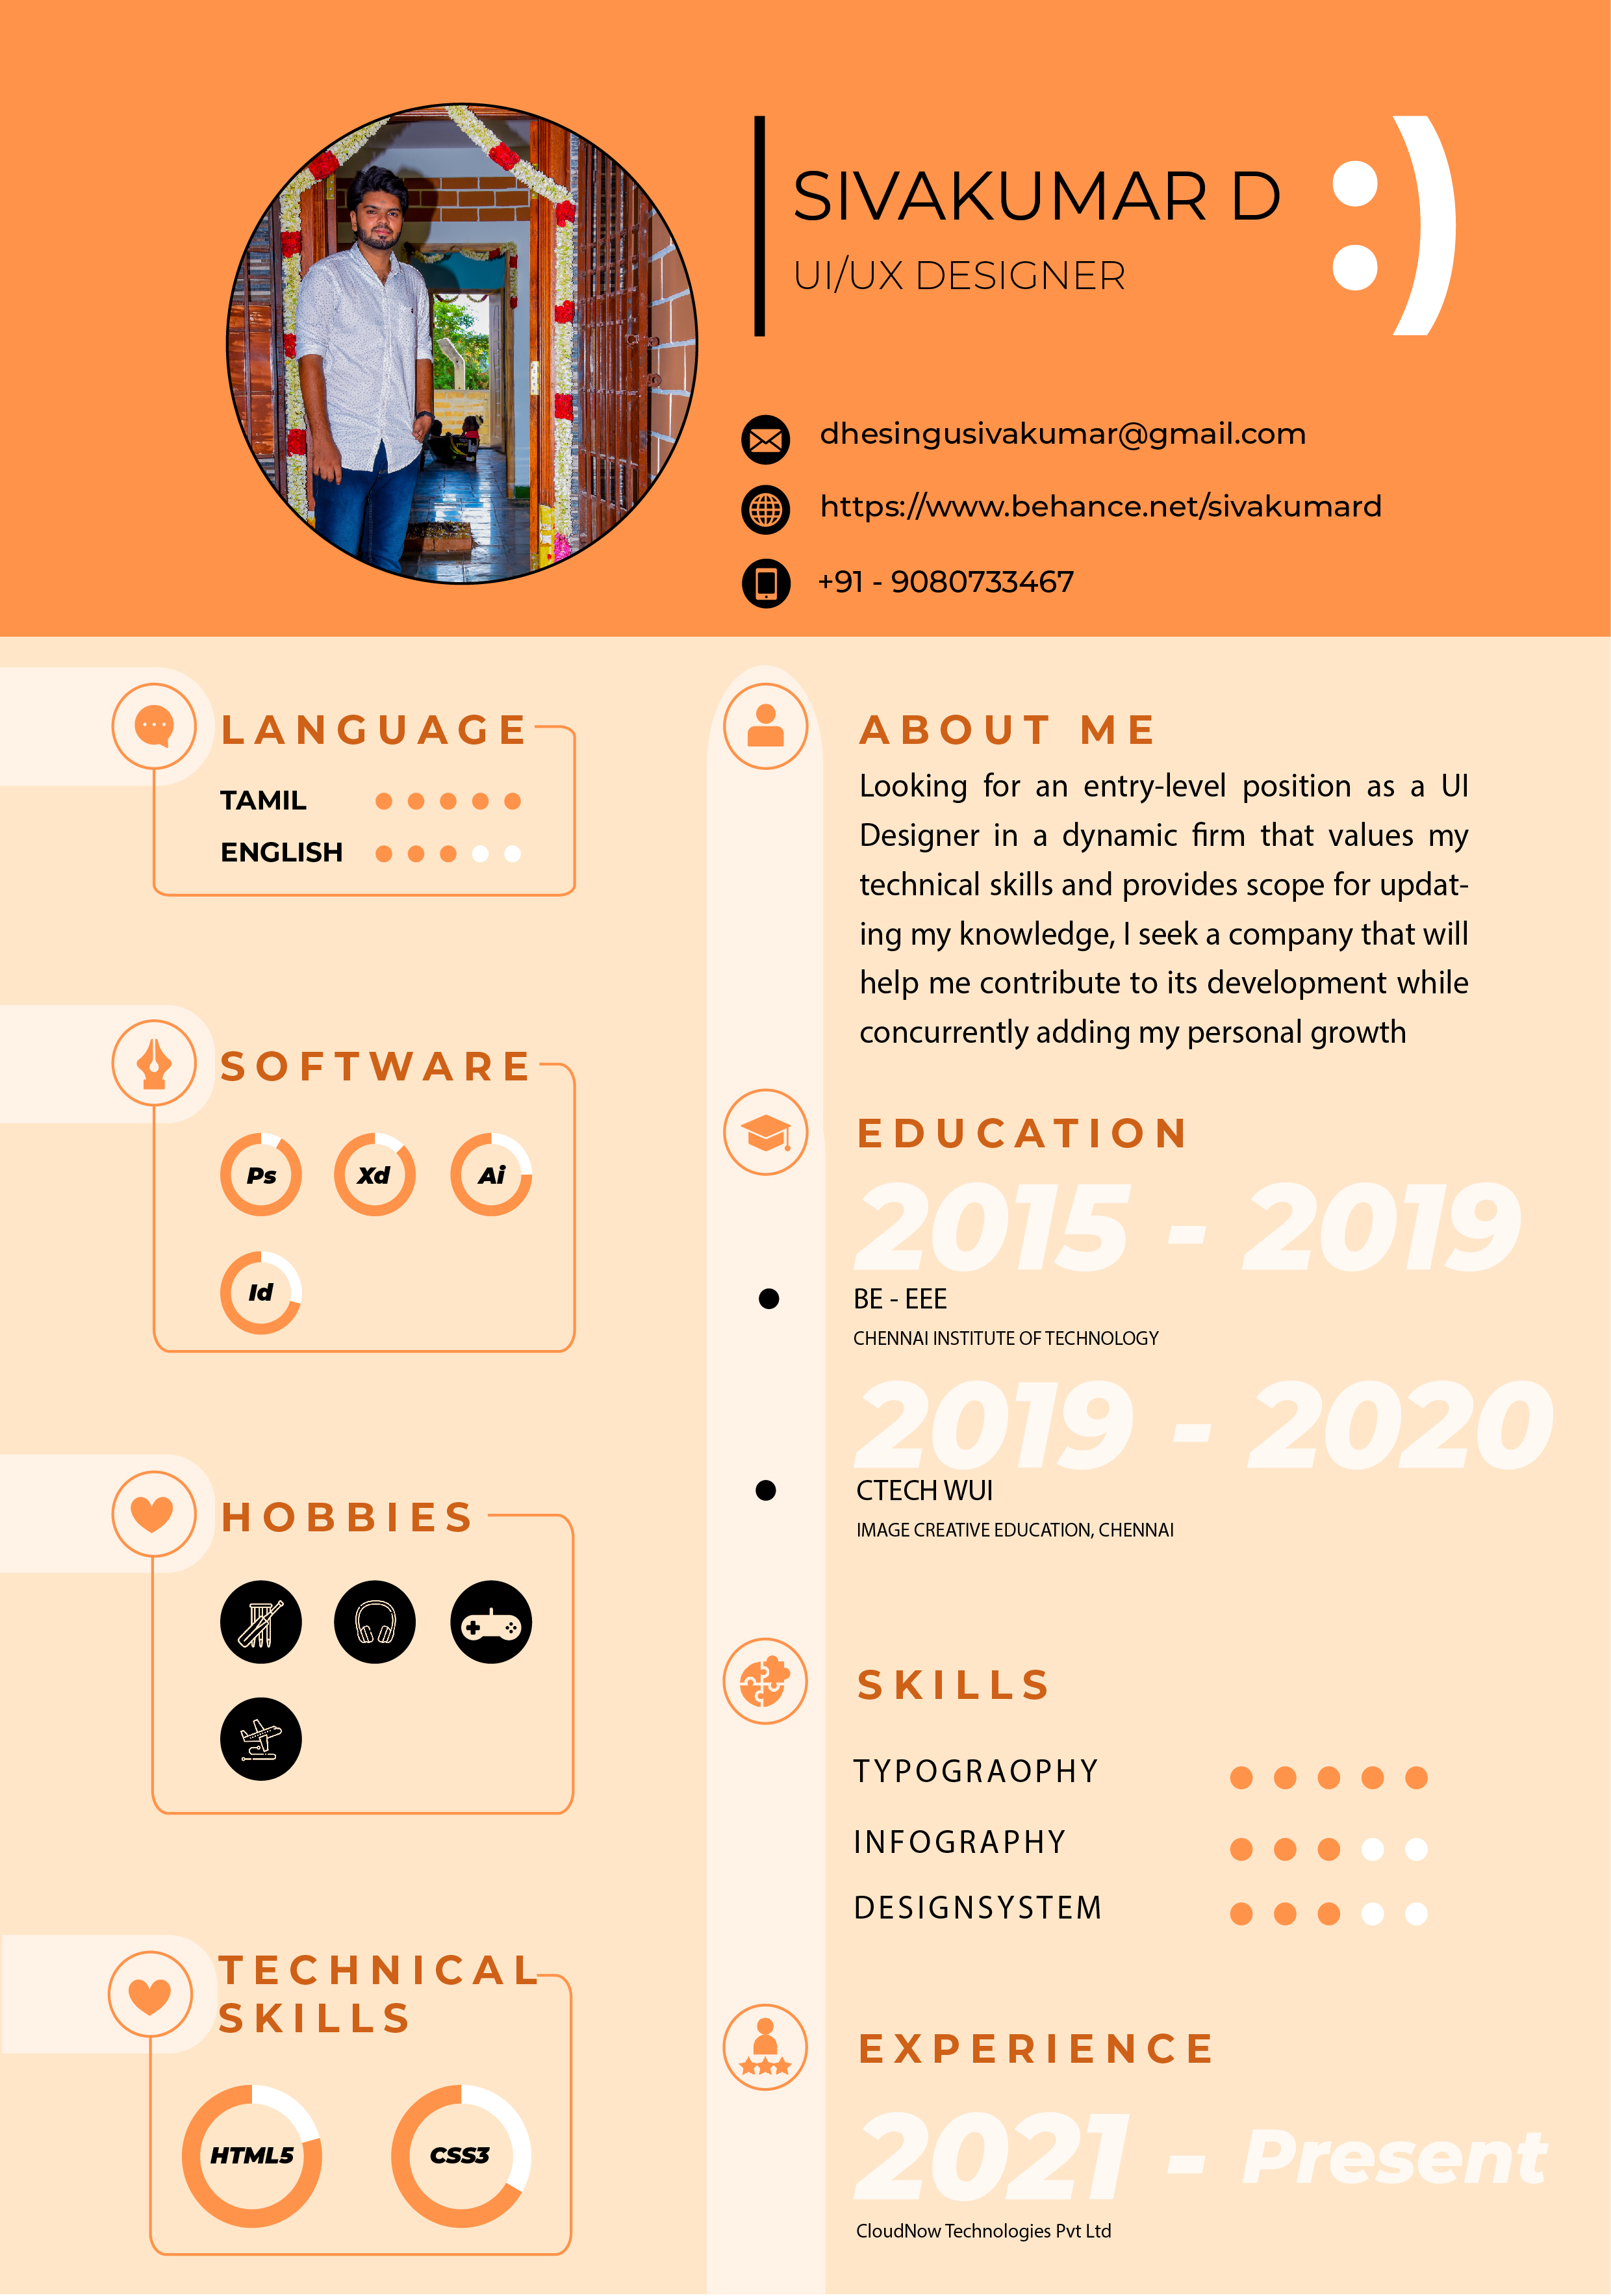 SIVAKUMAR D :)
UI/UX DESIGNER
dhesingusivakumar@gmail.com
https://www.behance.net/sivakumard
+91 - 9080733467
LANGUAGE
TAMIL
ENGLISH
SOFTWARE
Ps Xd Ai
Id
HOBBIES
TECHNICAL
SKILLS
HTML5 CSS3
ABOUT ME
Looking for an entry-level position as a UI
Designer in a dynamic firm that values my
technical skills and provides scope for updat-
ing my knowledge, I seek a company that will
help me contribute to its development while
concurrently adding my personal growth
EDUCATION
2015 - 2019
BE - EEE
CHENNAI INSTITUTE OF TECHNOLOGY
2019 - 2020
CTECH WUI
IMAGE CREATIVE EDUCATION, CHENNAI
SKILLS
TYPOGRAOPHY
INFOGRAPHY
DESIGNSYSTEM
EXPERIENCE
2021 - Present
CloudNow Technologies Pvt Ltd